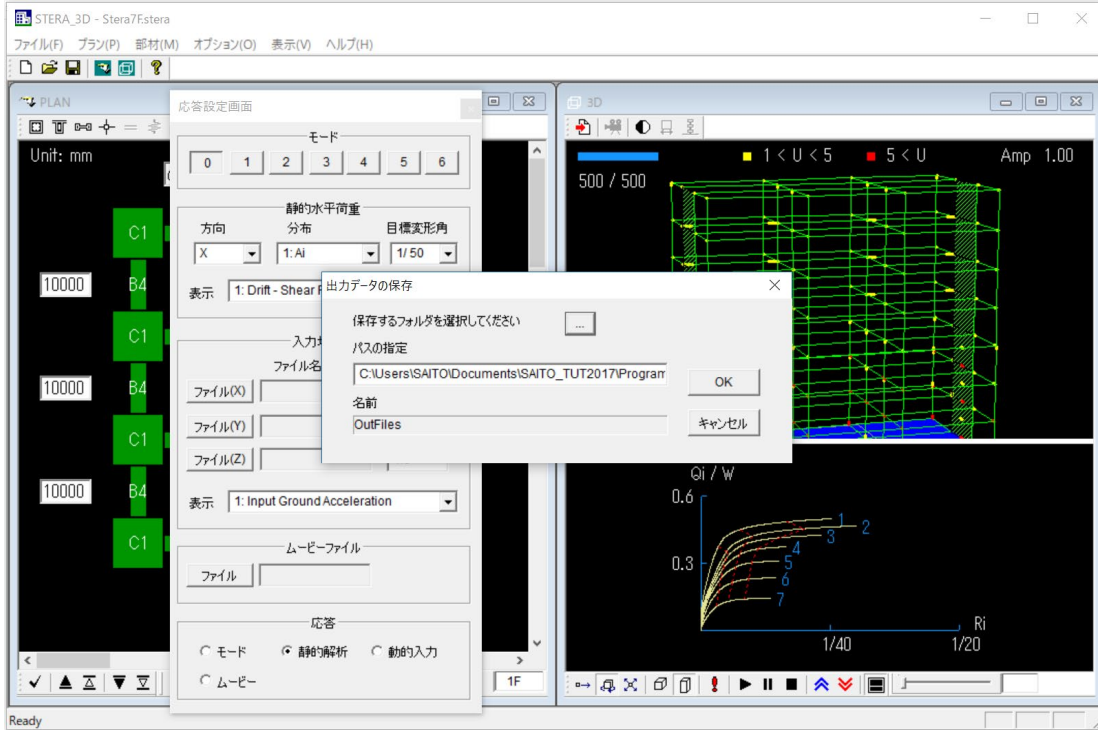 STERA_3D - Stera7F.stera
ファイル(F) プラン(P) 部材(M) オプション(O) 表示(V) ヘルプ(H)
PLAN
Unit: mm
C1
10000 B4
C1
10000 B4
C1
10000 B4
C1
1F
応答設定画面
モード
0 1 2 3 4 5 6
静的水平荷重
方向 分布 目標変形角
X 1: Ai 1/ 50
表示 1: Drift - Shear
ファイル名
ファイル(X)
ファイル(Y)
ファイル(Z)
表示 1: Input Ground Acceleration
ムービーファイル
ファイル
応答
モード 静的解析 動的入力
ムービー
出力データの保存
保存するフォルダを選択してください ...
パスの指定
C:\Users\SAITO\Documents\SAITO_TUT2017\Program
OK
名前
OutFiles
キャンセル
3D
1 < U < 5 5 < U Amp 1.00
500 / 500
Qi / W
0.6
0.3
1
2
3
4
5
6
7
Ri
1/40 1/20
Ready